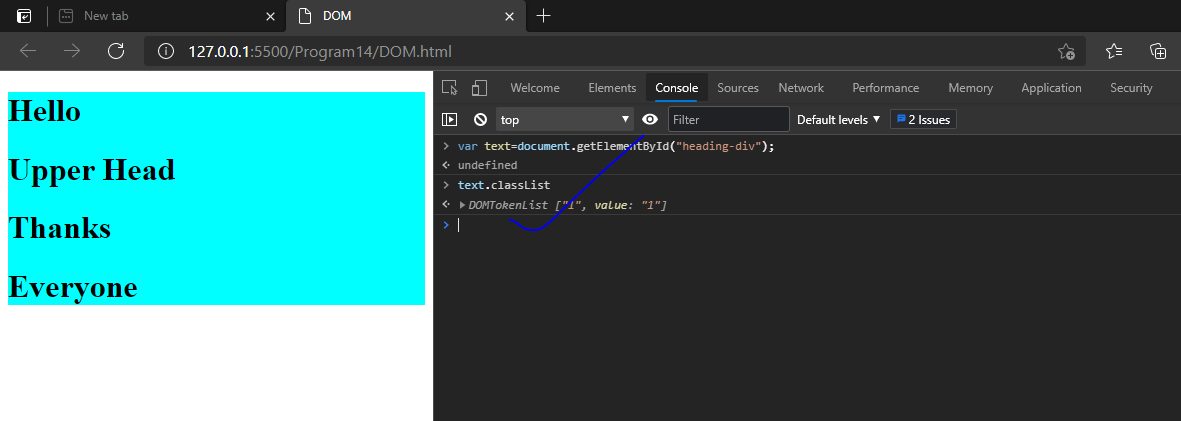 New tab
DOM
127.0.0.1:5500/Program14/DOM.html
Hello
Upper Head
Thanks
Everyone
Welcome Elements Console Sources Network Performance Memory Application Security
top Filter Default levels 2 Issues
var text=document.getElementById("heading-div");
undefined
text.classList
DOMTokenList ["1", value: "1"]